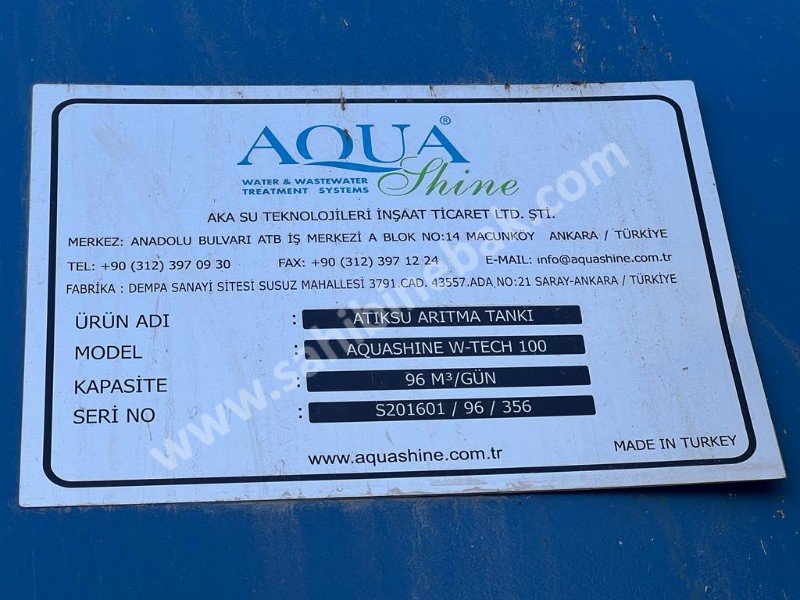 AQUA®
Shine
WATER & WASTEWATER
TREATMENT SYSTEMS
AKA SU TEKNOLOJİLERİ İNŞAAT TİCARET LTD. ŞTİ.
MERKEZ: ANADOLU BULVARI ATB İŞ MERKEZİ A BLOK NO:14 MACUNKÖY ANKARA / TÜRKİYE
TEL: +90 (312) 397 09 30 FAX: +90 (312) 397 12 24 E-MAIL: info@aquashine.com.tr
FABRİKA : DEMPA SANAYİ SİTESİ SUSUZ MAHALLESİ 3791.CAD. 43557.ADA NO:21 SARAY-ANKARA / TÜRKİYE
ÜRÜN ADI : ATIKSU ARITMA TANKI
MODEL : AQUASHINE W-TECH 100
KAPASİTE : 96 M³/GÜN
SERİ NO : S201601 / 96 / 356
www.aquashine.com.tr
MADE IN TURKEY
www.sahibinebak.com